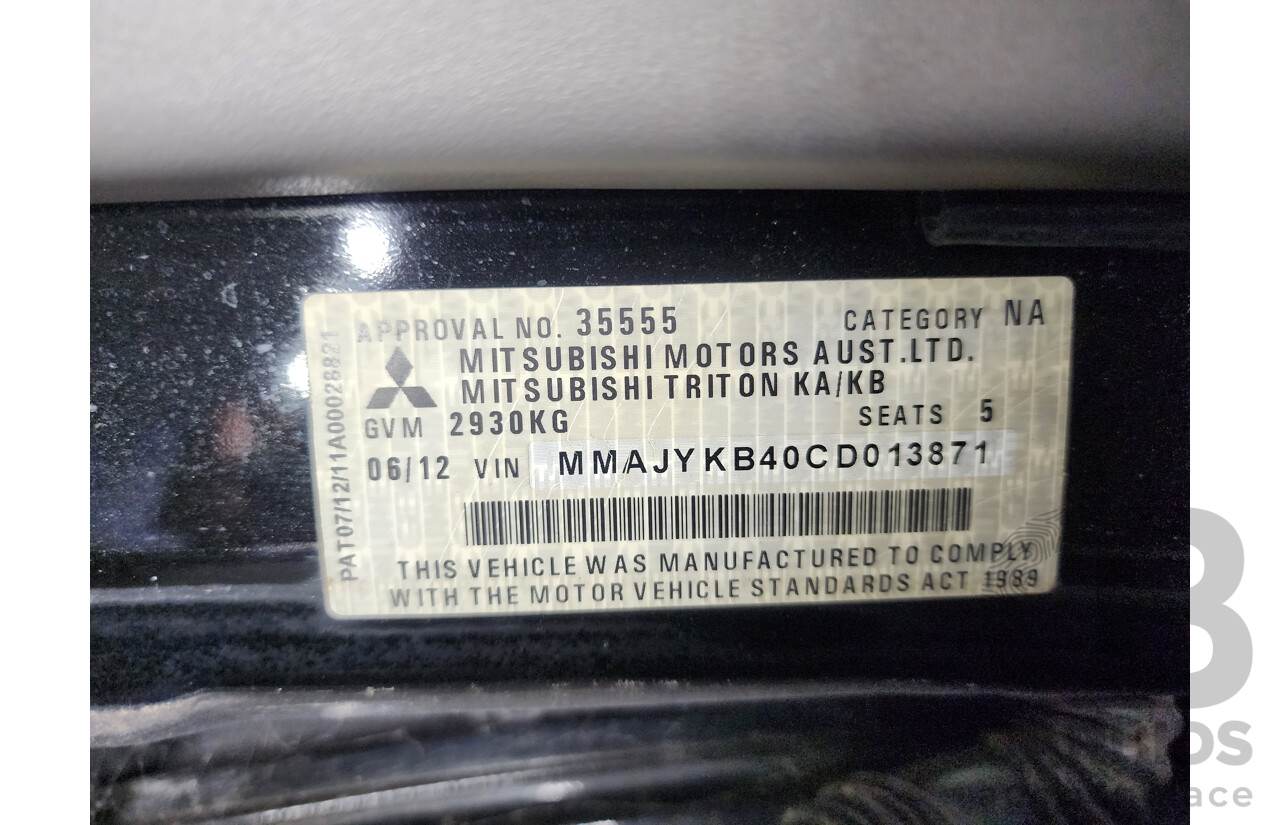 APPROVAL NO. 35555 CATEGORY NA
MITSUBISHI MOTORS AUST.LTD.
MITSUBISHI TRITON KA/KB
GVM 2930KG SEATS 5
06/12 VIN MMAJYKB40CD013871
THIS VEHICLE WAS MANUFACTURED TO COMPLY
WITH THE MOTOR VEHICLE STANDARDS ACT 1989
PAT07/12/11A00028821